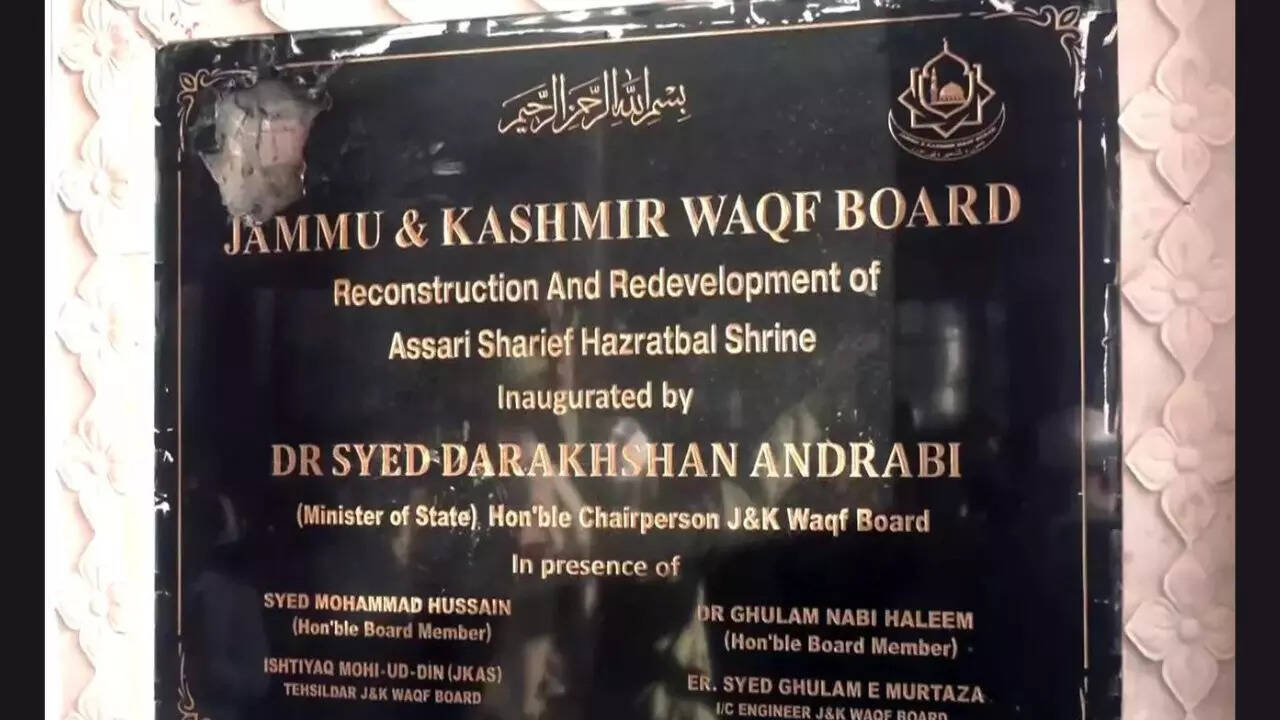 بسم الله الرحمن الرحيم
JAMMU & KASHMIR WAQF BOARD
Reconstruction And Redevelopment of
Assari Sharief Hazratbal Shrine
Inaugurated by
DR SYED DARAKHSHAN ANDRABI
(Minister of State) Hon'ble Chairperson J&K Waqf Board
In presence of
SYED MOHAMMAD HUSSAIN
(Hon'ble Board Member)
DR GHULAM NABI HALEEM
(Hon'ble Board Member)
ISHTIYAQ MOHI-UD-DIN (JKAS)
TEHSILDAR J&K WAQF BOARD
ER. SYED GHULAM E MURTAZA
I/C ENGINEER J&K WAQF BOARD